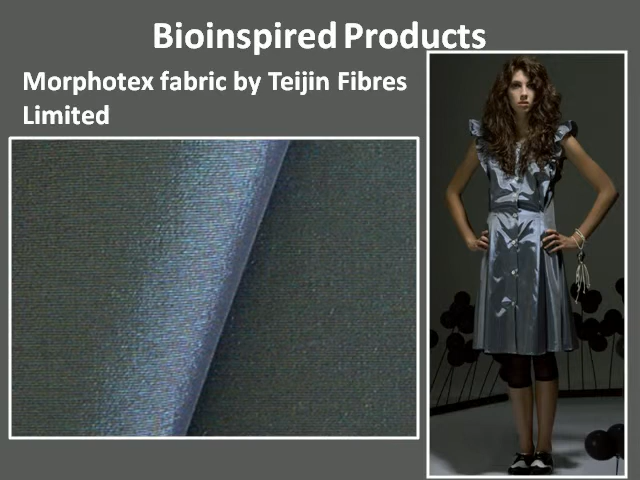 Bioinspired Products
Morphotex fabric by Teijin Fibres
Limited